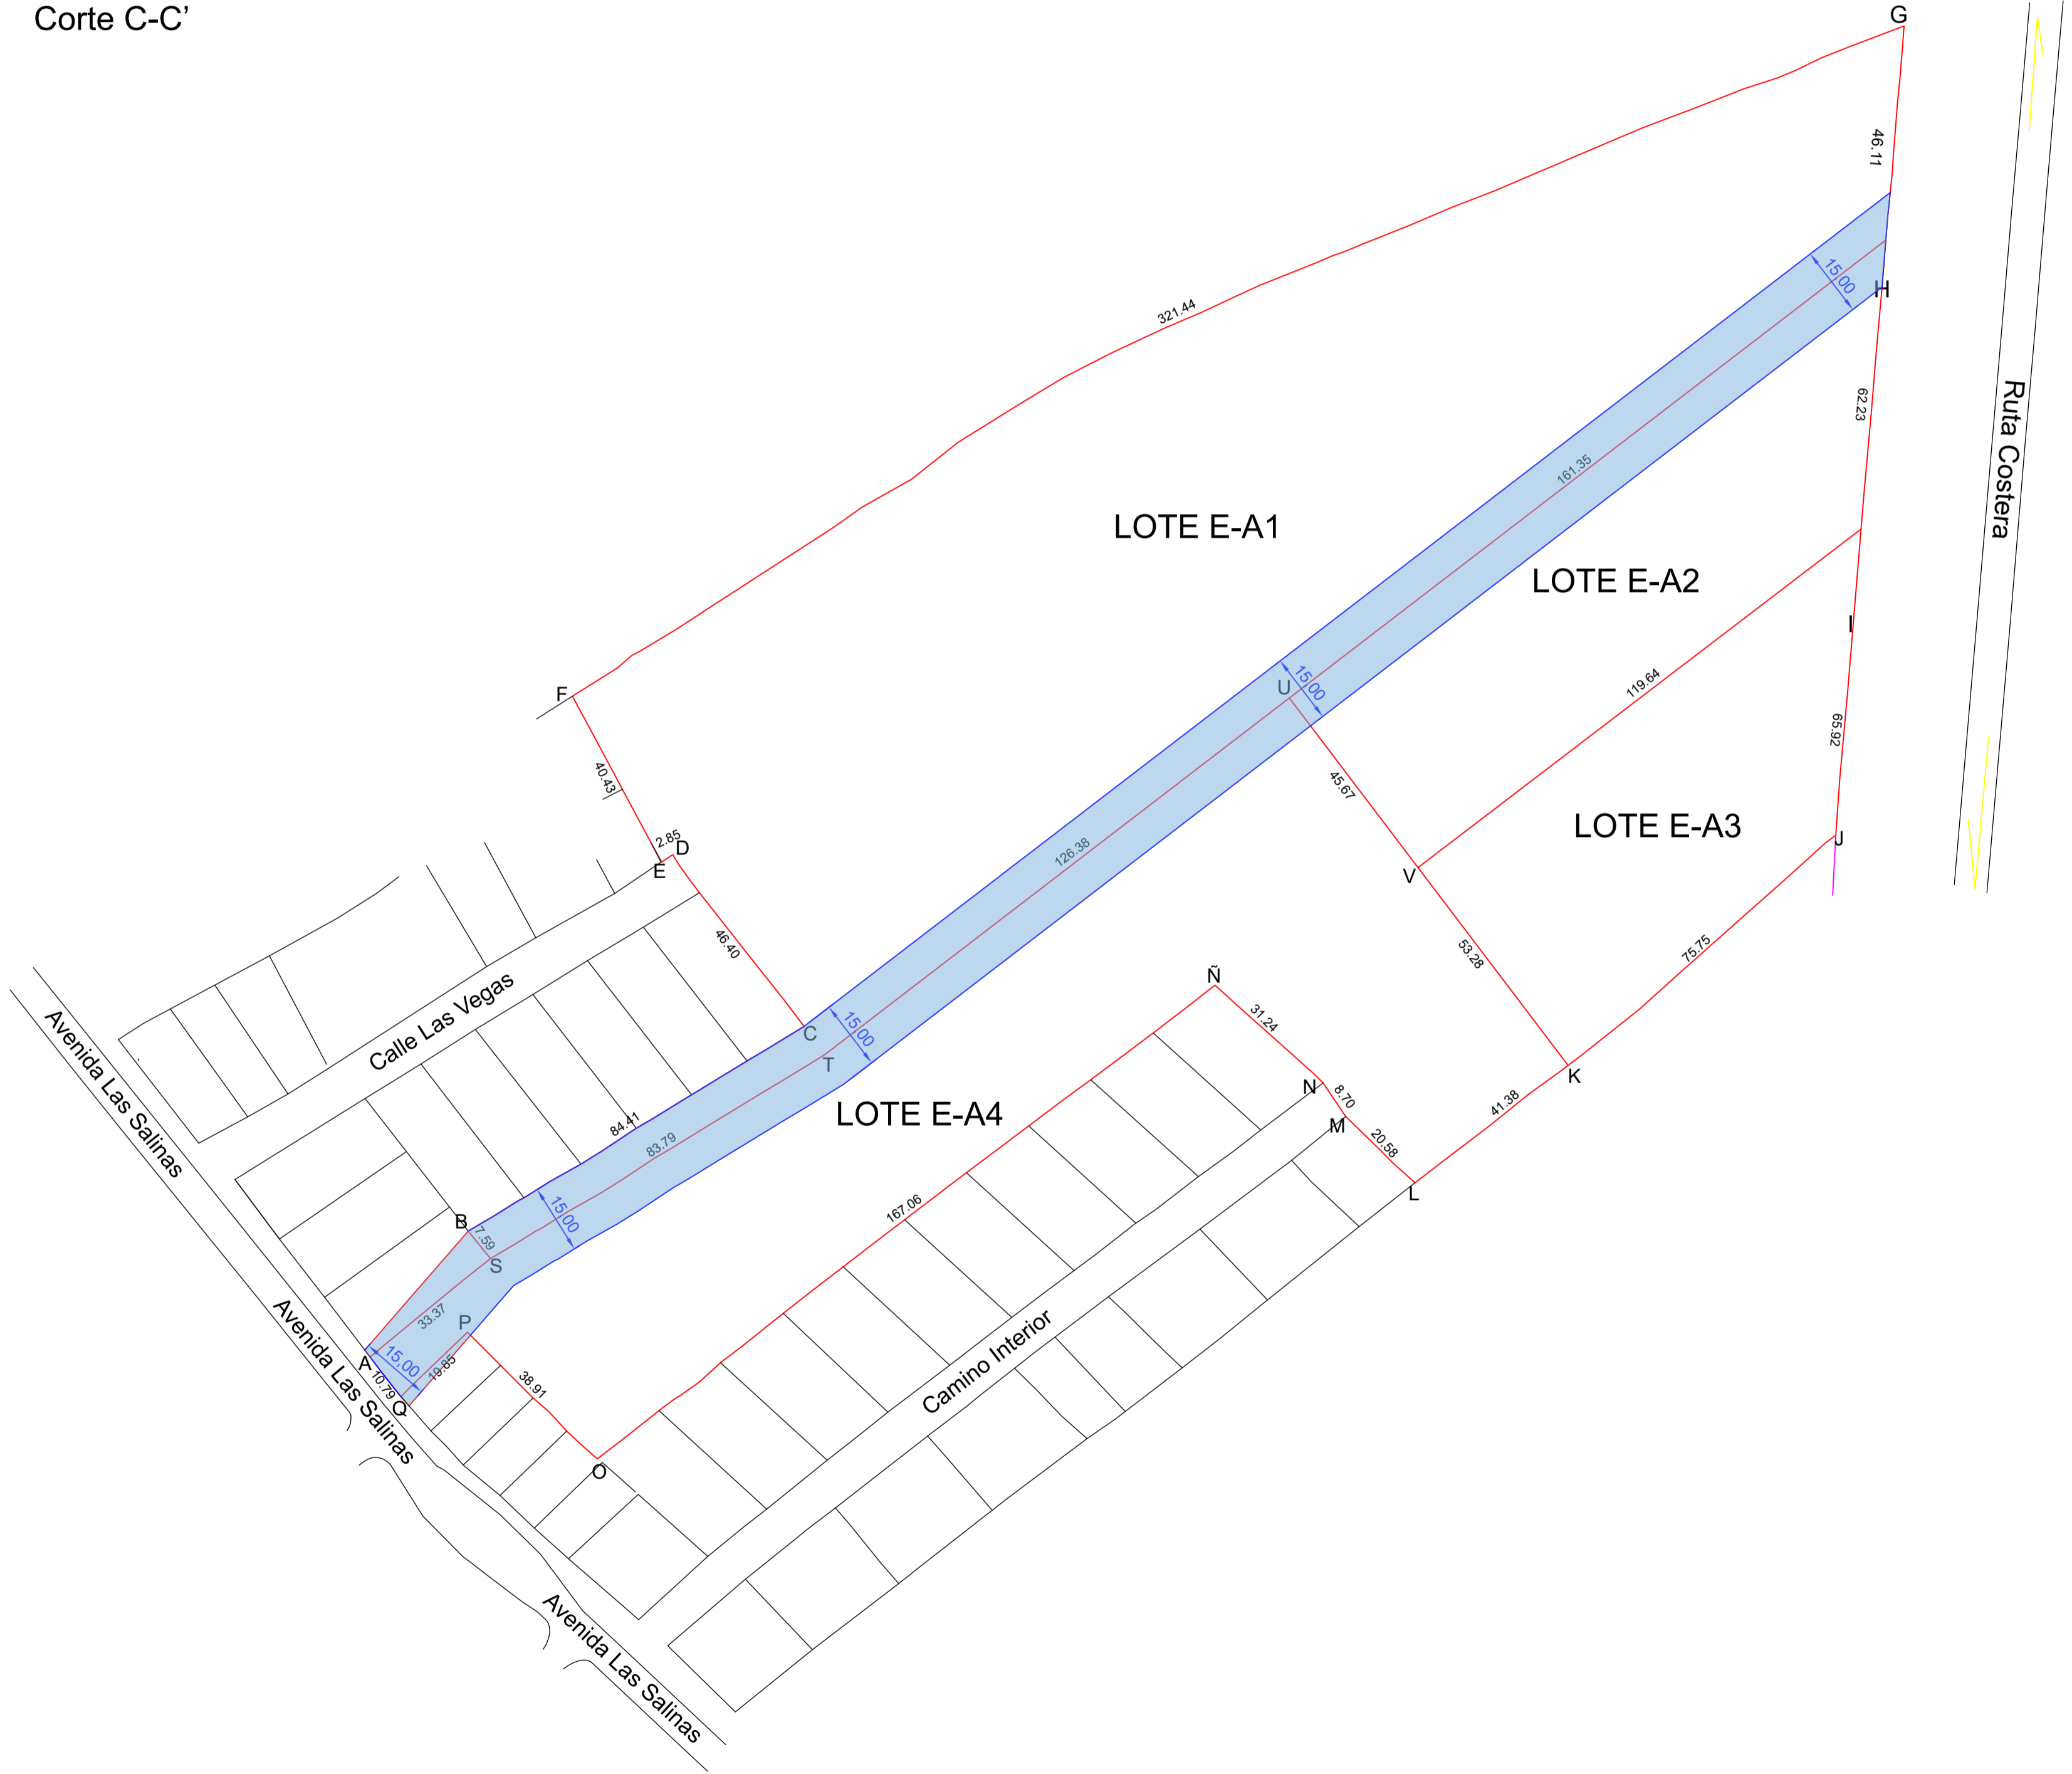 Corte C-C’
G
46.11
15,00
H
321.44
62.23
Ruta Costera
161.35
LOTE E-A1
LOTE E-A2
I
F
U
15,00
119.64
65.92
40.43
45.67
LOTE E-A3
J
2.85
D
E
126.38
V
46.40
53.28
75.75
Calle Las Vegas
Ñ
C
15,00
T
31.24
Avenida Las Salinas
K
N
8.70
41.38
LOTE E-A4
84.41
83.79
M
20.58
L
B
7.59
15,00
S
167.06
33.37
P
A
15,00
19.85
10.79
Q
38.91
Avenida Las Salinas
Camino Interior
O
Avenida Las Salinas